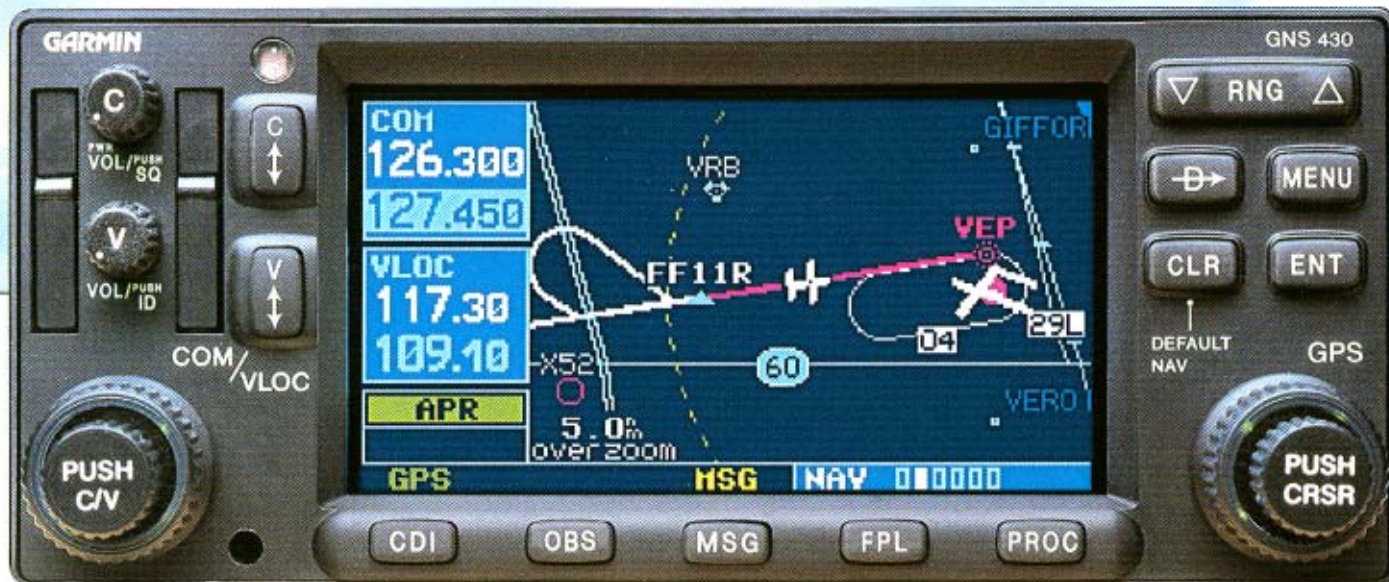 GARMIN
GNS 430
C
PWR
VOL/PUSH
SQ
C
V
VOL/PUSH
ID
V
COM/VLOC
PUSH
C/V
COM
126.300
127.450
VLOC
117.30
109.10
APR
GPS
MSG
NAV
GIFFOR
VRB
VEP
FF11R
04
29L
60
X52
VERO1
5.0nm
overzoom
RNG
D
MENU
CLR
ENT
DEFAULT
NAV
GPS
PUSH
CRSR
CDI
OBS
MSG
FPL
PROC